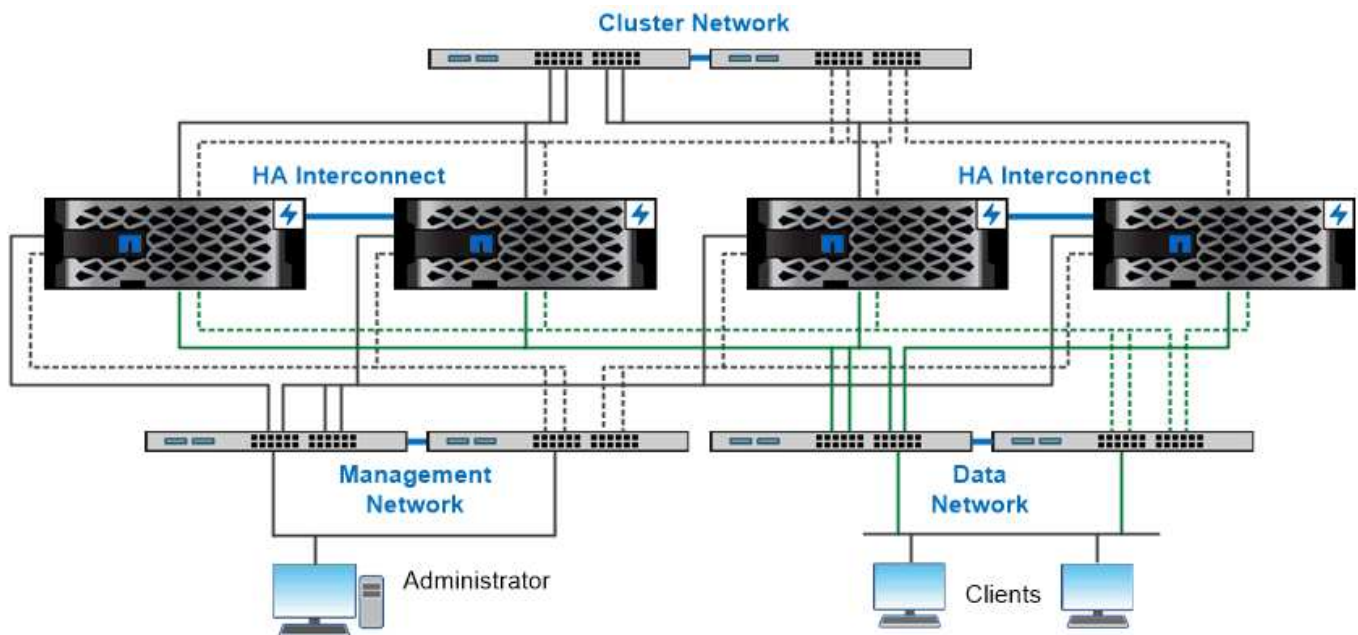 Cluster Network
HA Interconnect
HA Interconnect
Management
Network
Data
Network
Administrator
Clients